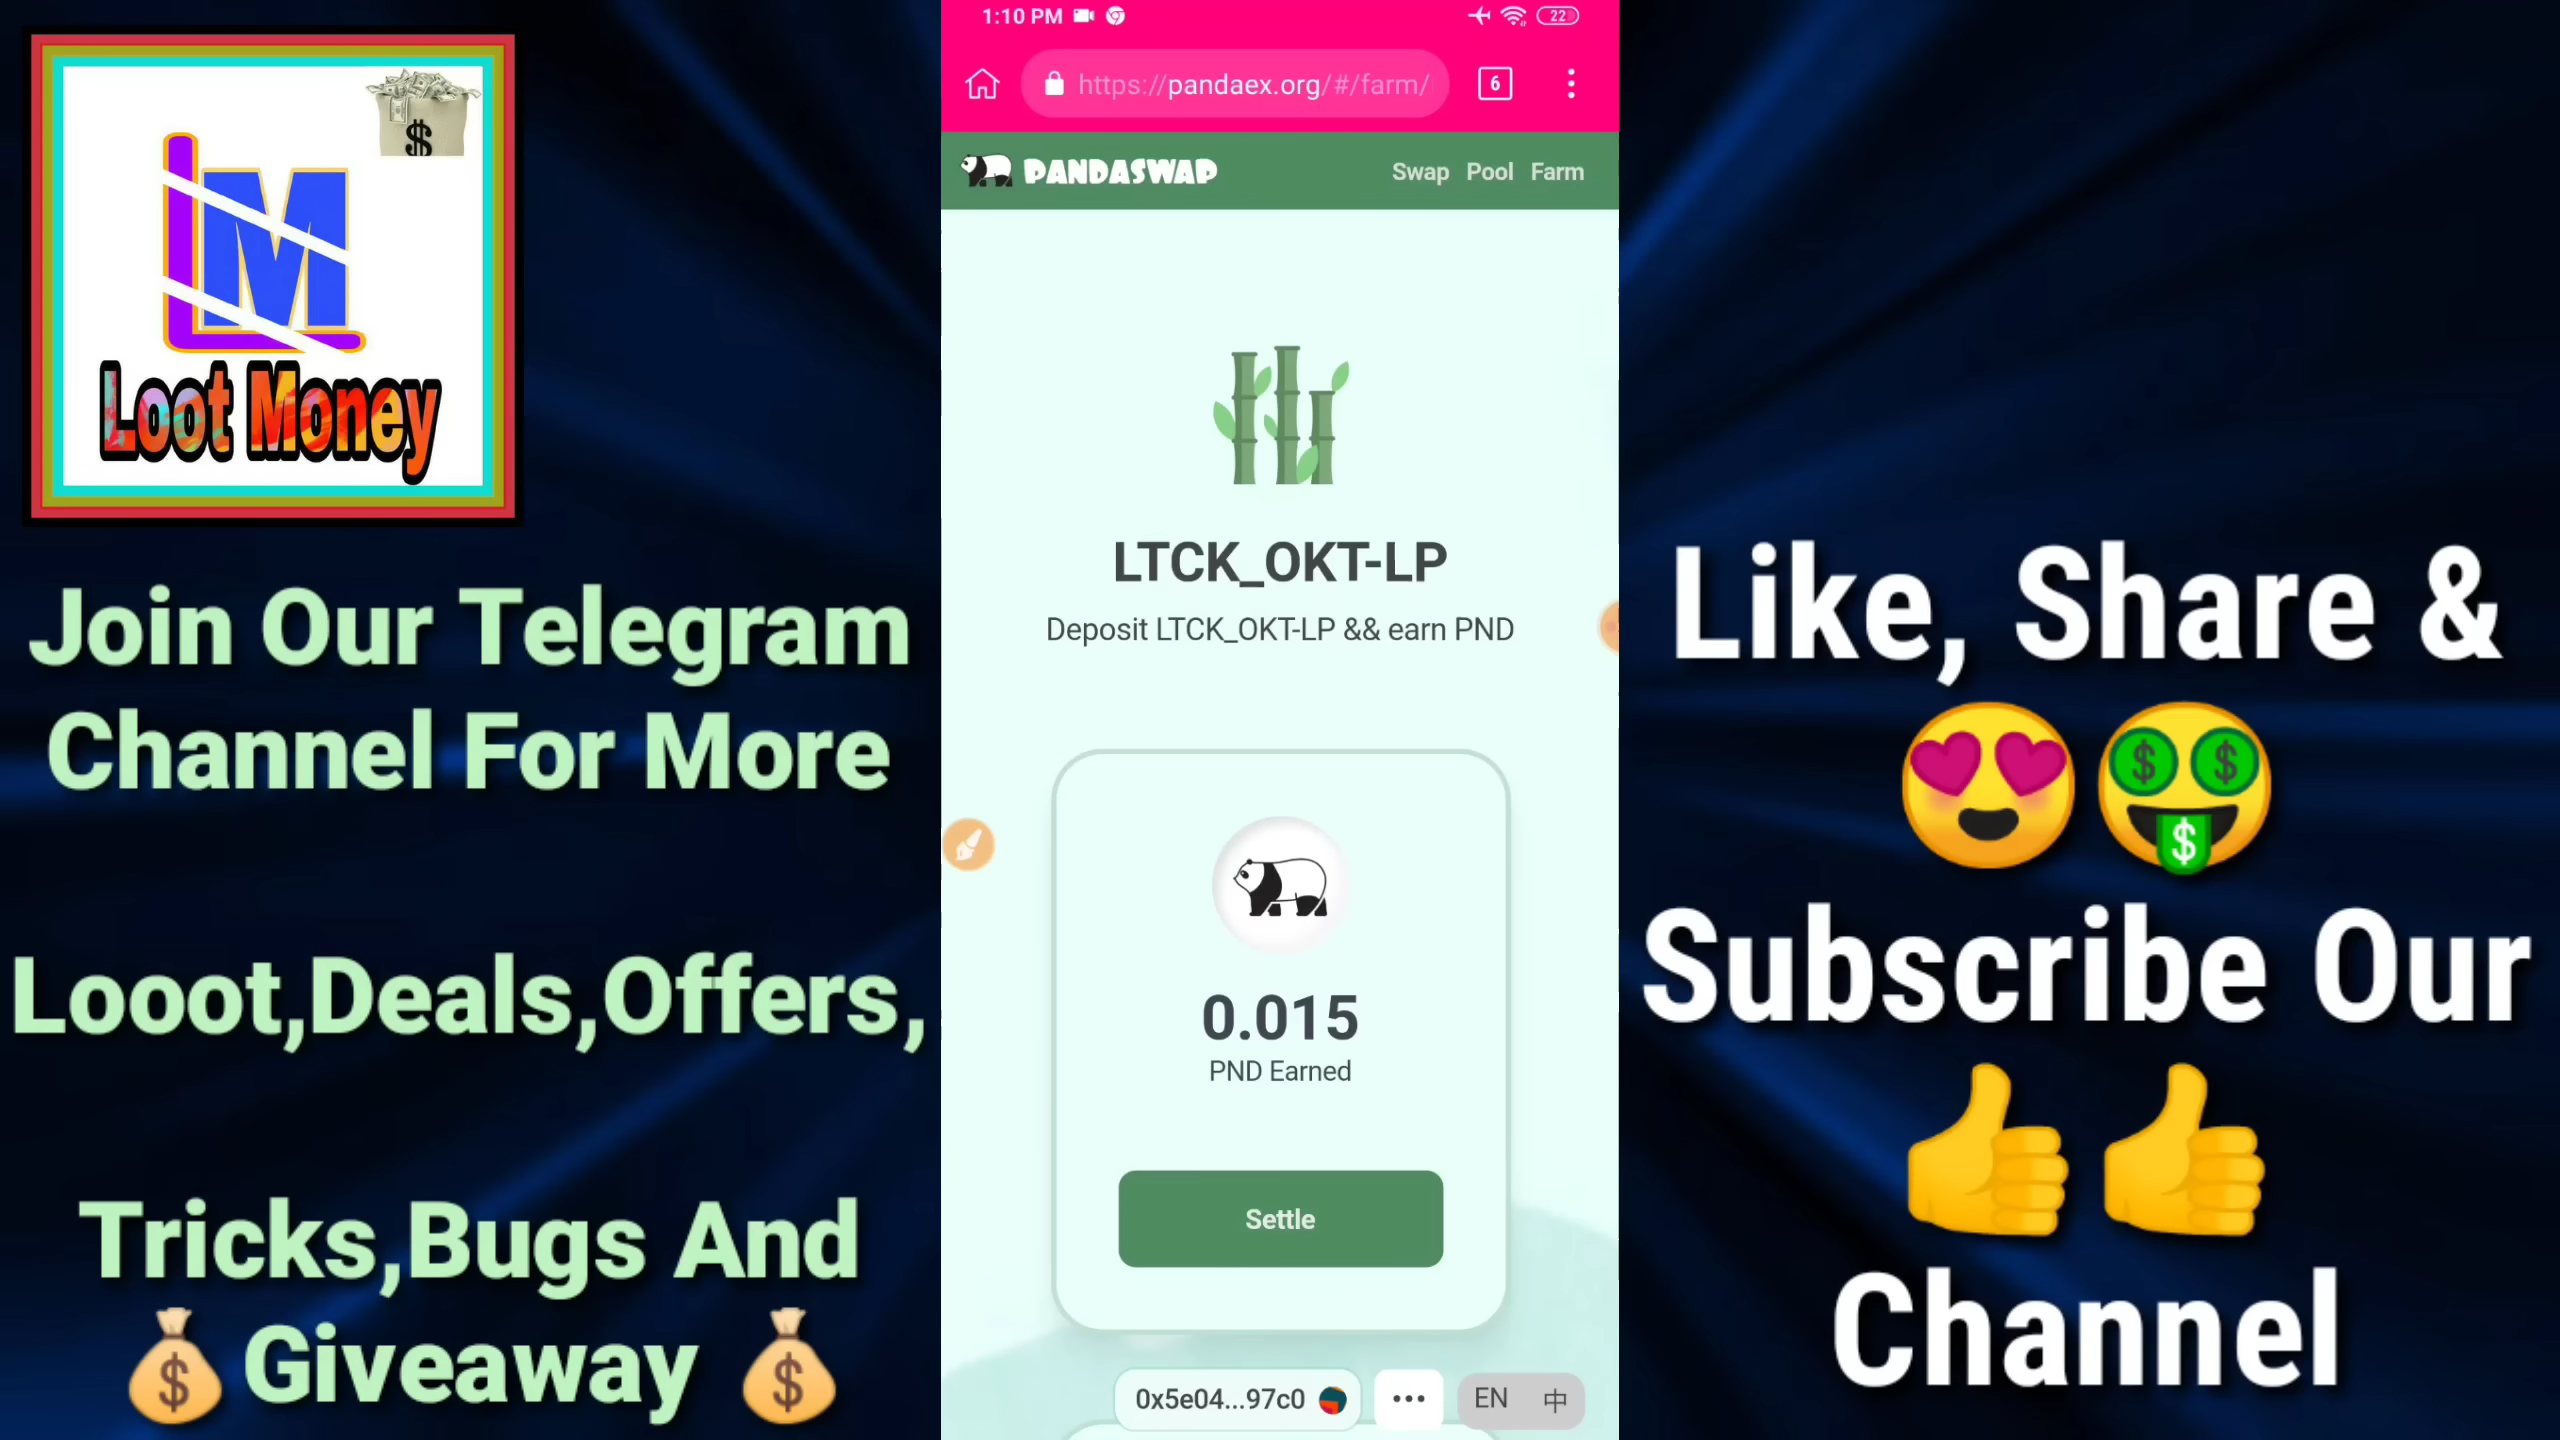 $
LM
Loot Money
Join Our Telegram
Channel For More
Looot,Deals,Offers,
Tricks,Bugs And
Giveaway
1:10 PM
22
https://pandaex.org/#/farm/
6
PANDASWAP
Swap Pool Farm
LTCK_OKT-LP
Deposit LTCK_OKT-LP && earn PND
0.015
PND Earned
Settle
0x5e04...97c0
EN 中
Like, Share &
Subscribe Our
Channel